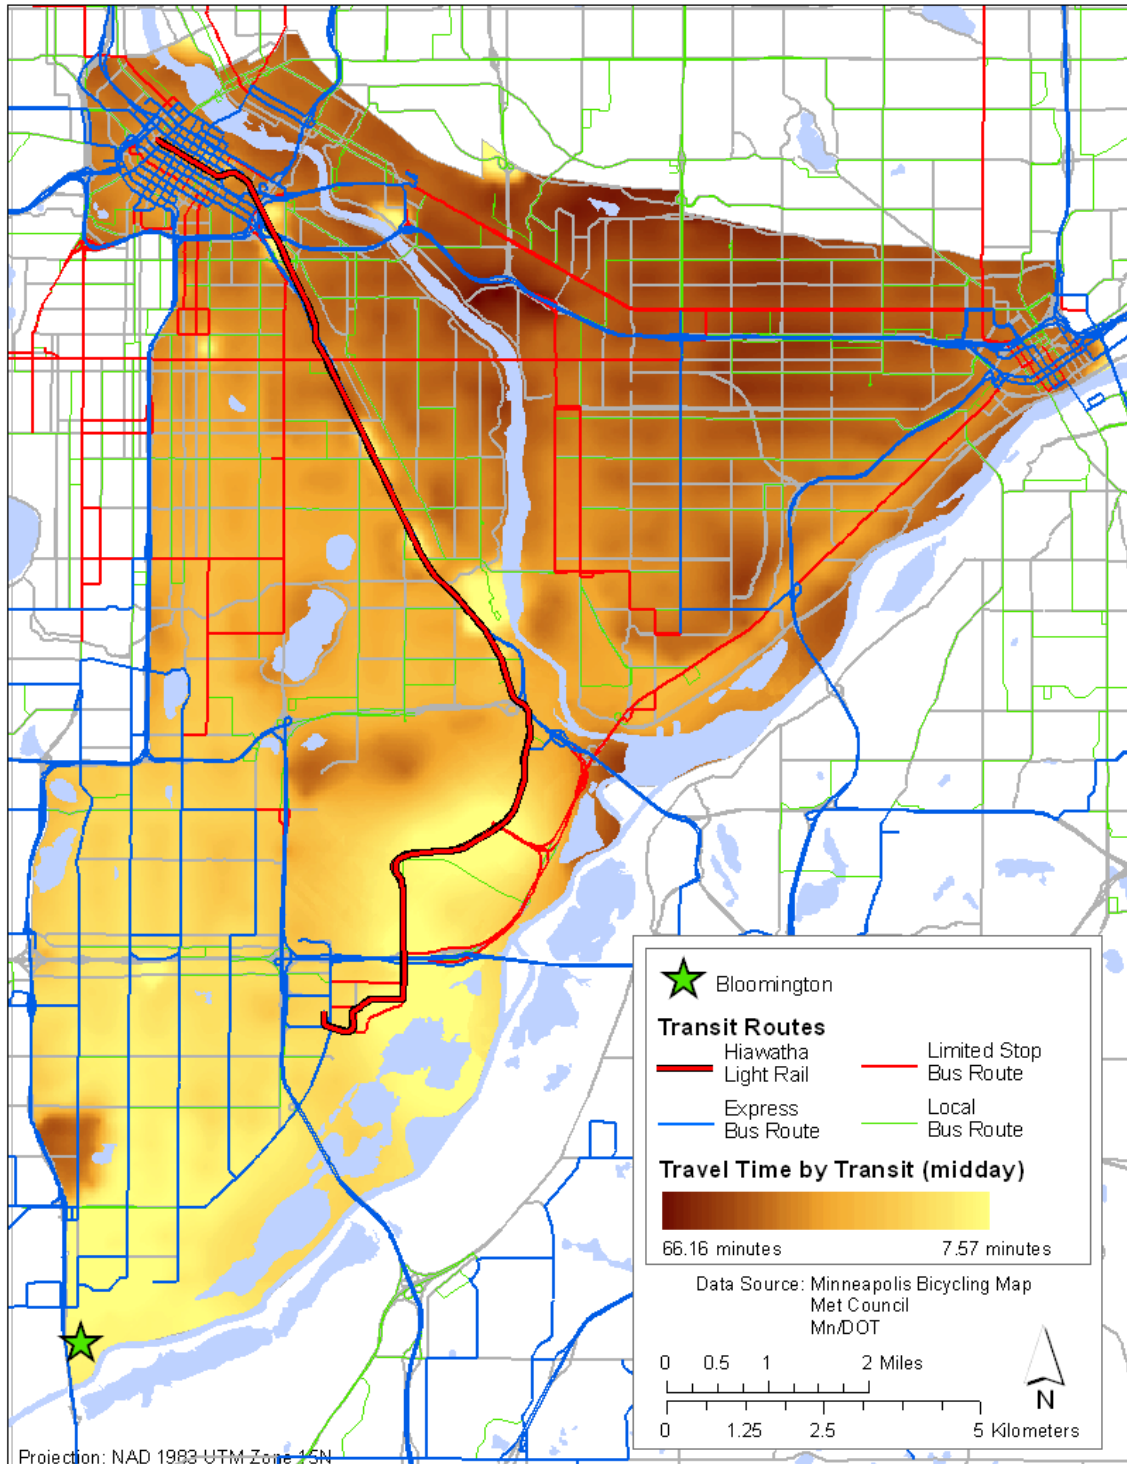 Bloomington
Transit Routes
Hiawatha
Light Rail
Limited Stop
Bus Route
Express
Bus Route
Local
Bus Route
Travel Time by Transit (midday)
66.16 minutes
7.57 minutes
Data Source: Minneapolis Bicycling Map
Met Council
Mn/DOT
0 0.5 1 2 Miles
0 1.25 2.5 5 Kilometers
N
Projection: NAD 1983 UTM Zone 15N